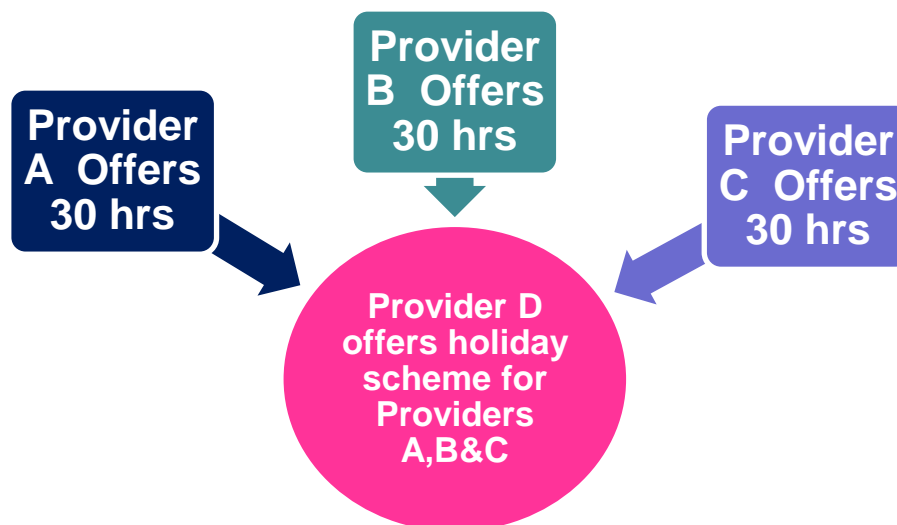 Provider
A  Offers
30 hrs
Provider
B  Offers
30 hrs
Provider
C  Offers
30 hrs
Provider D
offers holiday
scheme for
Providers
A,B&C